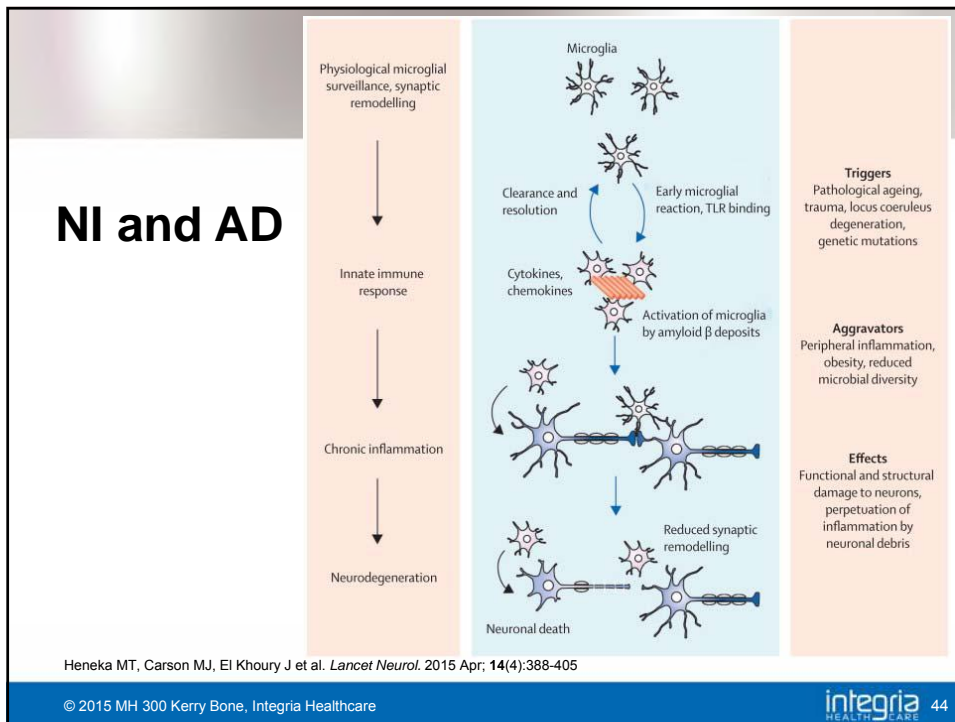 NI and AD
Physiological microglial
surveillance, synaptic
remodelling
Innate immune
response
Chronic inflammation
Neurodegeneration
Microglia
Clearance and
resolution
Early microglial
reaction, TLR binding
Cytokines,
chemokines
Activation of microglia
by amyloid β deposits
Reduced synaptic
remodelling
Neuronal death
Triggers
Pathological ageing,
trauma, locus coeruleus
degeneration,
genetic mutations
Aggravators
Peripheral inflammation,
obesity, reduced
microbial diversity
Effects
Functional and structural
damage to neurons,
perpetuation of
inflammation by
neuronal debris
Heneka MT, Carson MJ, El Khoury J et al. Lancet Neurol. 2015 Apr; 14(4):388-405
© 2015 MH 300 Kerry Bone, Integria Healthcare
integria
HEALTHCARE
44